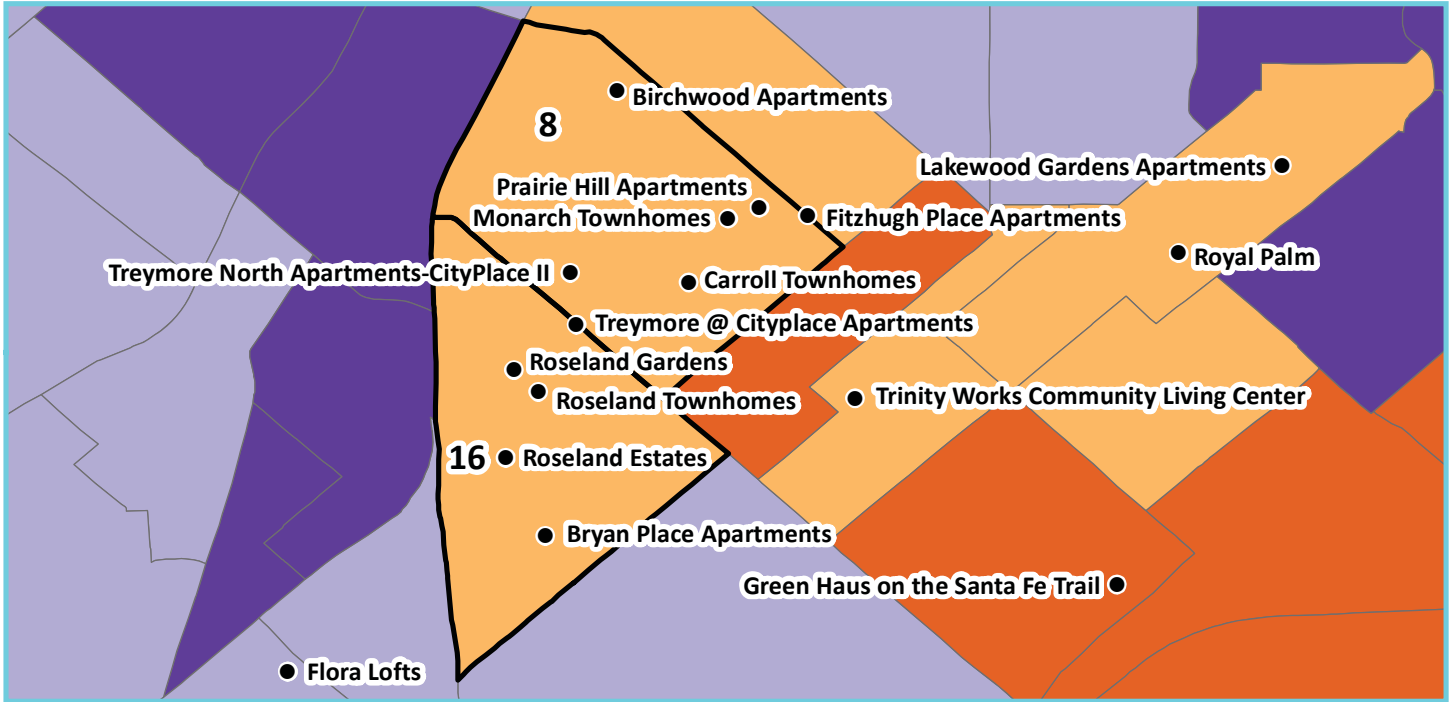 Birchwood Apartments
8
Lakewood Gardens Apartments
Prairie Hill Apartments
Monarch Townhomes
Fitzhugh Place Apartments
Royal Palm
Treymore North Apartments-CityPlace II
Carroll Townhomes
Treymore @ Cityplace Apartments
Roseland Gardens
Roseland Townhomes
Trinity Works Community Living Center
16
Roseland Estates
Bryan Place Apartments
Green Haus on the Santa Fe Trail
Flora Lofts